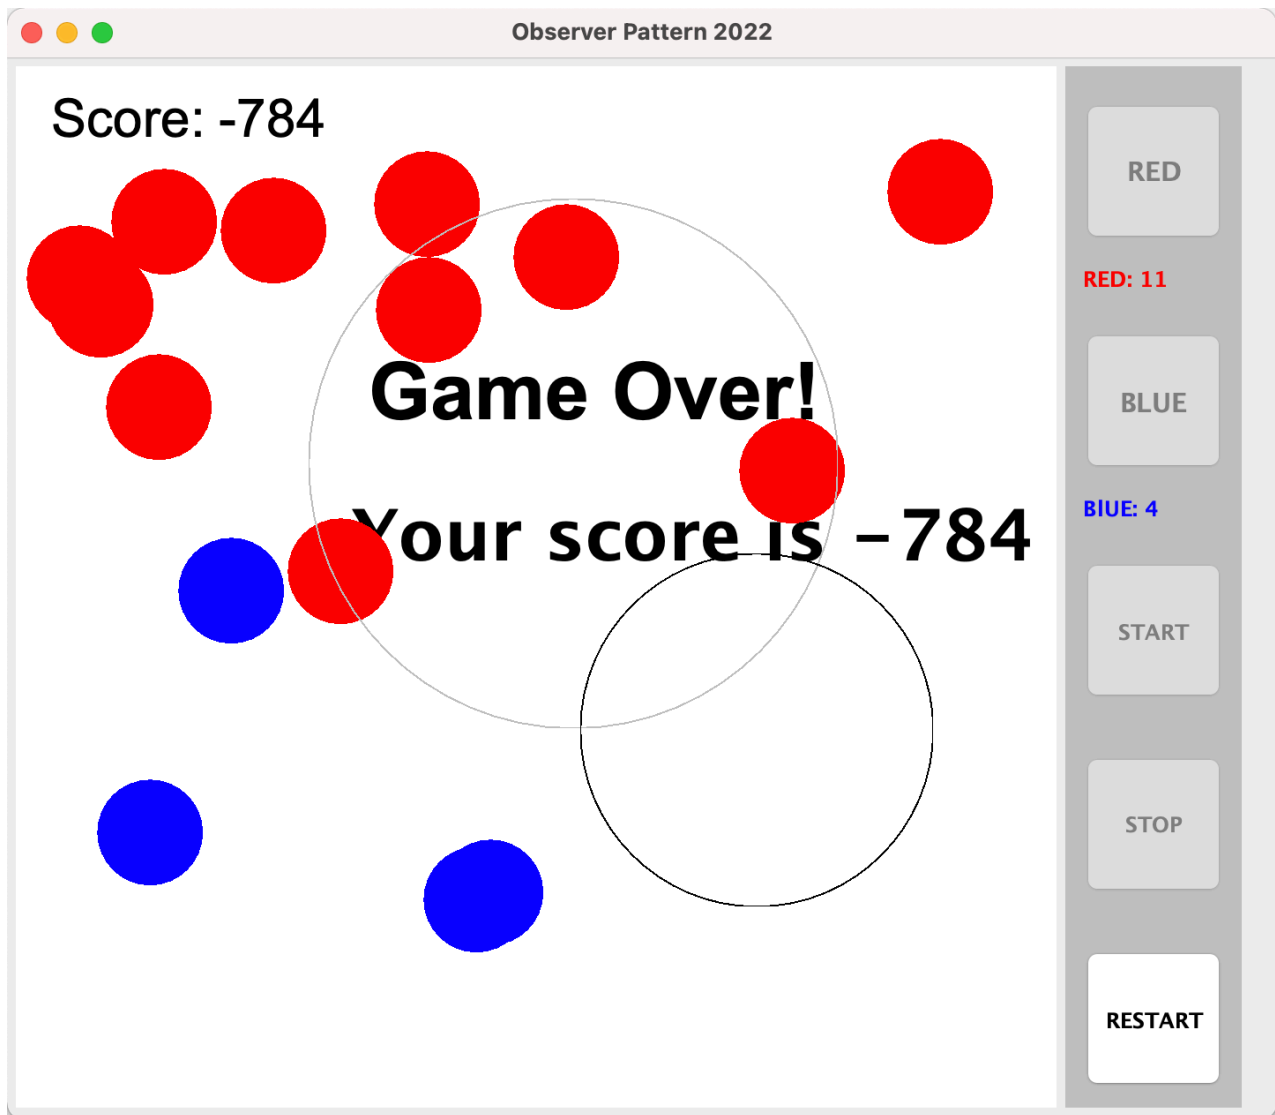 Observer Pattern 2022
Score: -784
RED
RED: 11
BLUE
BlUE: 4
Game Over!
Your score is -784
START
STOP
RESTART